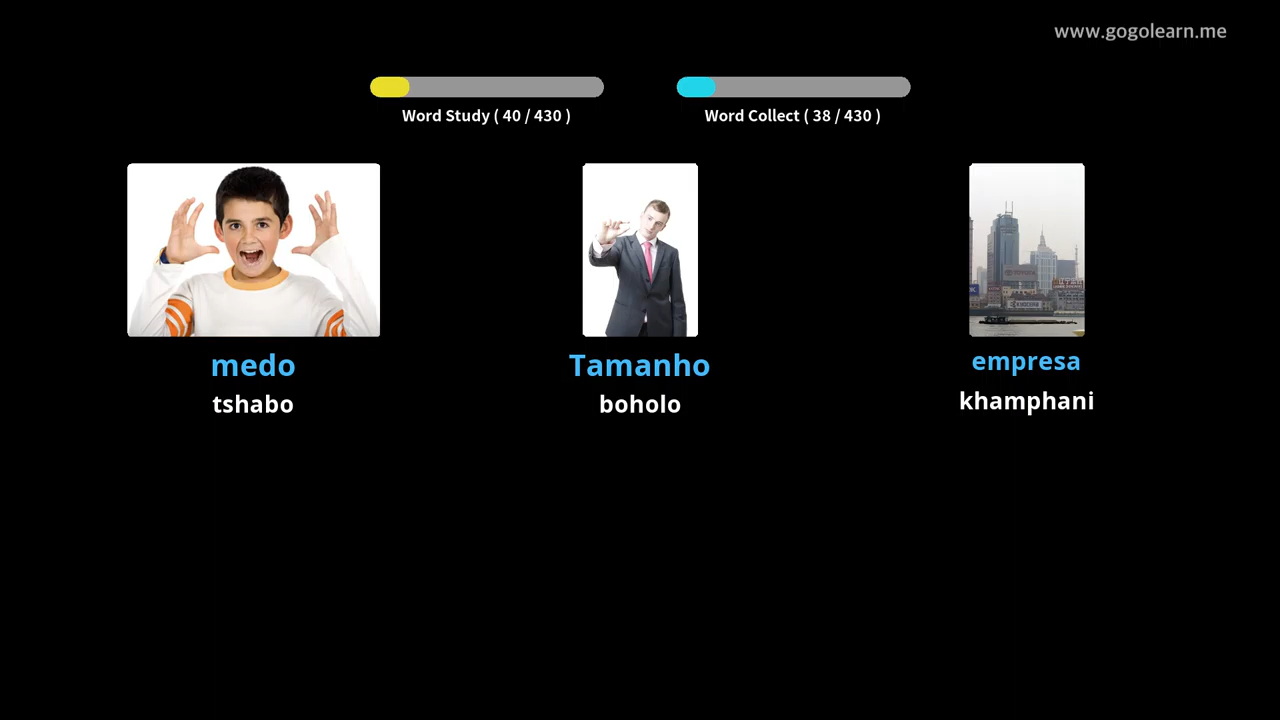 www.gogolearn.me
Word Study ( 40 / 430 )
Word Collect ( 38 / 430 )
medo
Tamanho
empresa
tshabo
boholo
khamphani